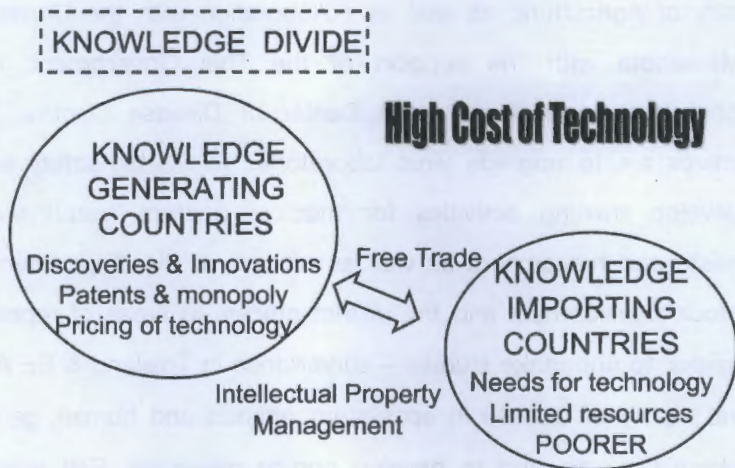 KNOWLEDGE DIVIDE
High Cost of Technology
KNOWLEDGE
GENERATING
COUNTRIES
Discoveries & Innovations
Patents & monopoly
Pricing of technology
Free Trade
Intellectual Property
Management
KNOWLEDGE
IMPORTING
COUNTRIES
Needs for technology
Limited resources
POORER